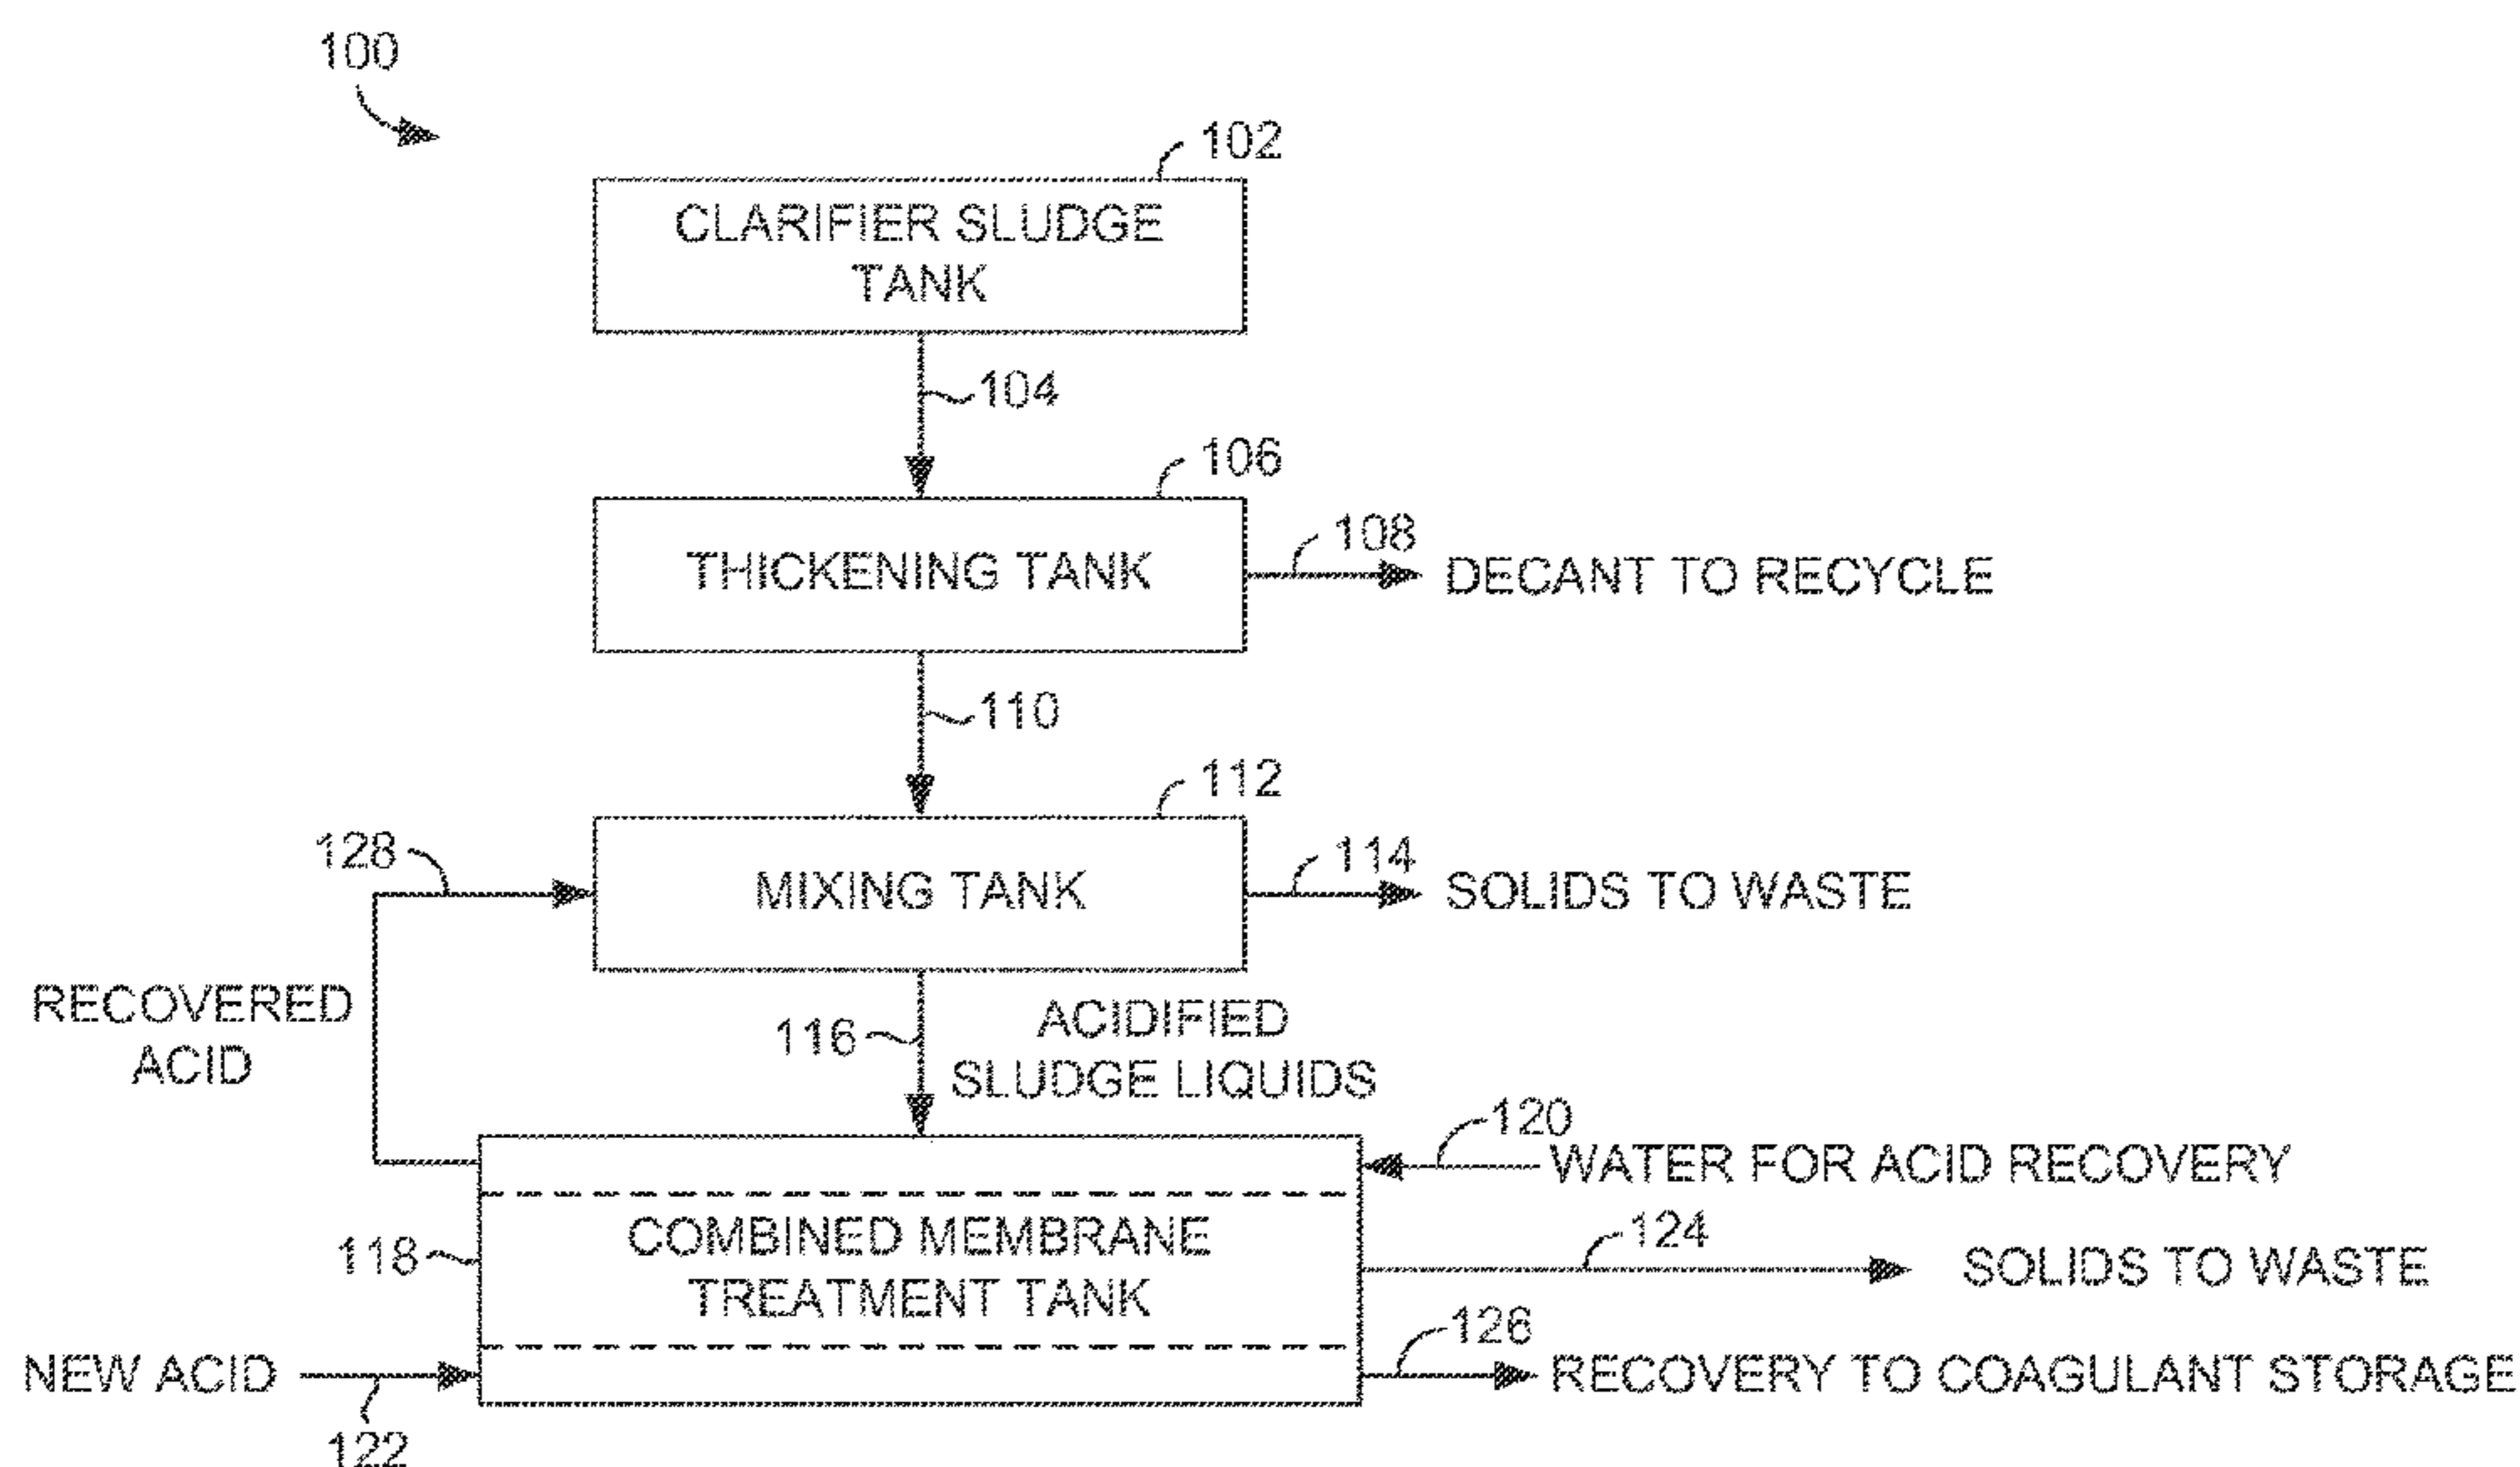 100
102
CLARIFIER SLUDGE
TANK
104
106
THICKENING TANK
108
DECANT TO RECYCLE
110
112
128
MIXING TANK
114
SOLIDS TO WASTE
RECOVERED
ACID
116
ACIDIFIED
SLUDGE LIQUIDS
120
WATER FOR ACID RECOVERY
118
COMBINED MEMBRANE
TREATMENT TANK
124
SOLIDS TO WASTE
NEW ACID
122
126
RECOVERY TO COAGULANT STORAGE